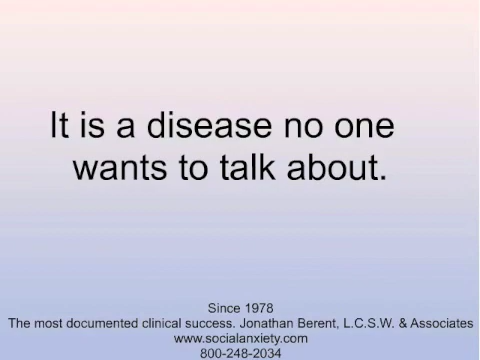 It is a disease no one
wants to talk about.
Since 1978
The most documented clinical success. Jonathan Berent, L.C.S.W. & Associates
www.socialanxiety.com
800-248-2034